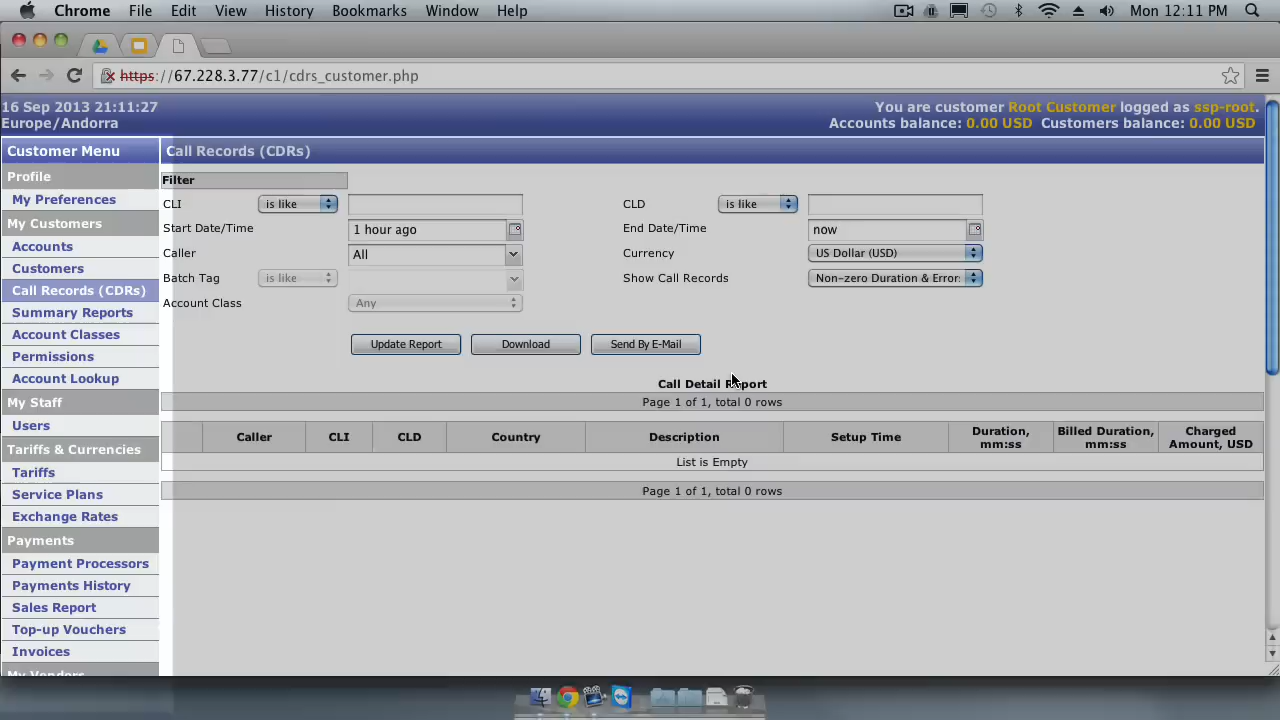 Chrome File Edit View History Bookmarks Window Help Mon 12:11 PM
https://67.228.3.77/c1/cdrs_customer.php
16 Sep 2013 21:11:27
Europe/Andorra
You are customer Root Customer logged as ssp-root.
Accounts balance: 0.00 USD Customers balance: 0.00 USD
Customer Menu
Profile
My Preferences
My Customers
Accounts
Customers
Call Records (CDRs)
Summary Reports
Account Classes
Permissions
Account Lookup
My Staff
Users
Tariffs & Currencies
Tariffs
Service Plans
Exchange Rates
Payments
Payment Processors
Payments History
Sales Report
Top-up Vouchers
Invoices
My Vendors
Call Records (CDRs)
Filter
CLI is like CLD is like
Start Date/Time 1 hour ago End Date/Time now
Caller All Currency US Dollar (USD)
Batch Tag is like Show Call Records Non-zero Duration & Error:
Account Class Any
Update Report Download Send By E-Mail
Call Detail Report
Page 1 of 1, total 0 rows
Caller CLI CLD Country Description Setup Time Duration, mm:ss Billed Duration, mm:ss Charged Amount, USD
List is Empty
Page 1 of 1, total 0 rows